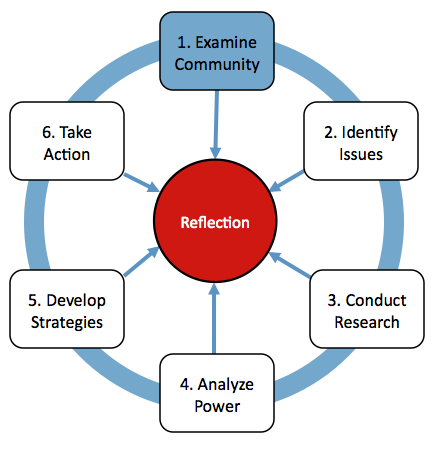 1. Examine
Community
2. Identify
Issues
3. Conduct
Research
4. Analyze
Power
5. Develop
Strategies
6. Take
Action
Reflection